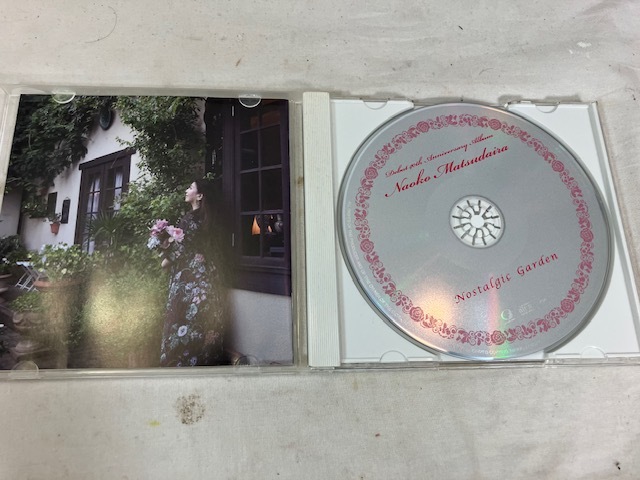 Debut 20th Anniversary Album
Naoko Matsudaira
Nostalgic Garden